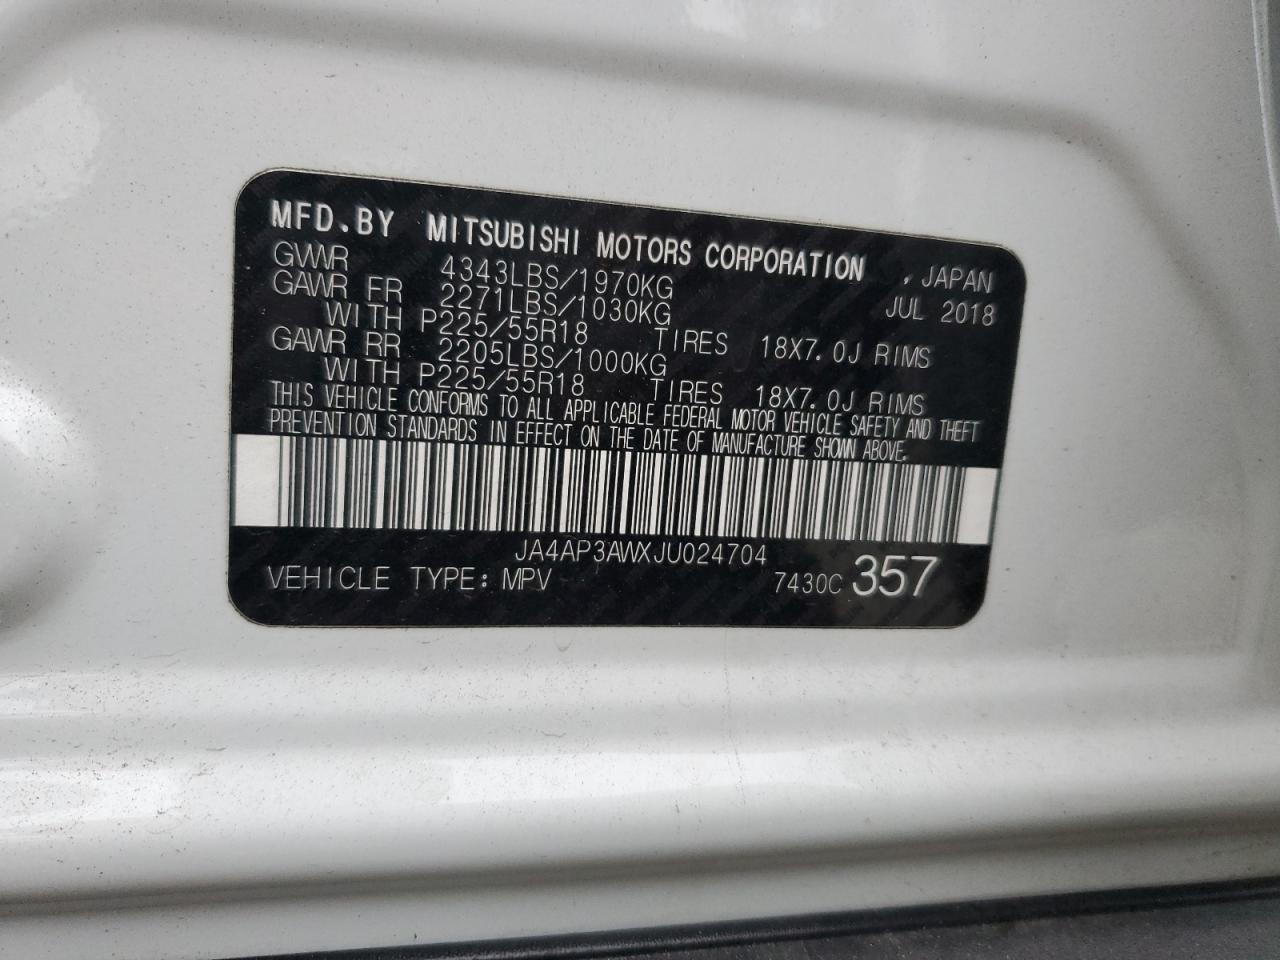 MFD.BY MITSUBISHI MOTORS CORPORATION , JAPAN
GVWR 4343LBS/1970KG JUL 2018
GAWR FR 2271LBS/1030KG
WITH P225/55R18 TIRES 18X7.0J RIMS
GAWR RR 2205LBS/1000KG
WITH P225/55R18 TIRES 18X7.0J RIMS
THIS VEHICLE CONFORMS TO ALL APPLICABLE FEDERAL MOTOR VEHICLE SAFETY AND THEFT
PREVENTION STANDARDS IN EFFECT ON THE DATE OF MANUFACTURE SHOWN ABOVE.
JA4AP3AWXJU024704
VEHICLE TYPE: MPV 7430C 357